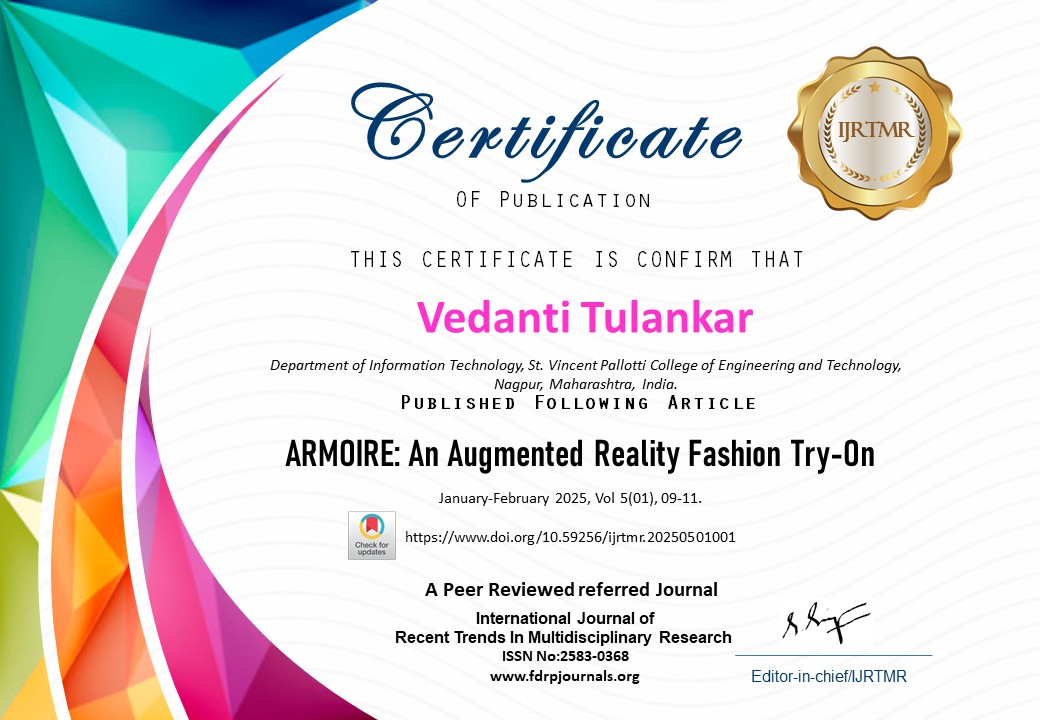 Certificate
IJRTMR
OF PUBLICATION
THIS CERTIFICATE IS CONFIRM THAT
Vedanti Tulankar
Department of Information Technology, St. Vincent Pallotti College of Engineering and Technology,
Nagpur, Maharashtra, India.
PUBLISHED FOLLOWING ARTICLE
ARMOIRE: An Augmented Reality Fashion Try-On
January-February 2025, Vol 5(01), 09-11.
Check for
updates
https://www.doi.org/10.59256/ijrtmr.20250501001
A Peer Reviewed referred Journal
International Journal of
Recent Trends In Multidisciplinary Research
ISSN No:2583-0368
www.fdrpjournals.org
Editor-in-chief/IJRTMR